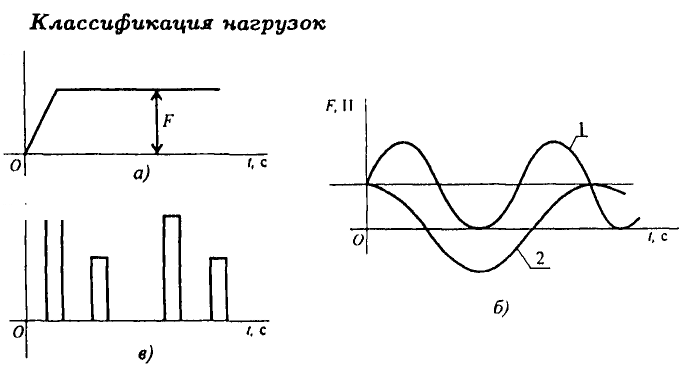 Классификация нагрузок
F
O
t, с
а)
O
t, с
в)
F, Н
1
O
t, с
2
б)